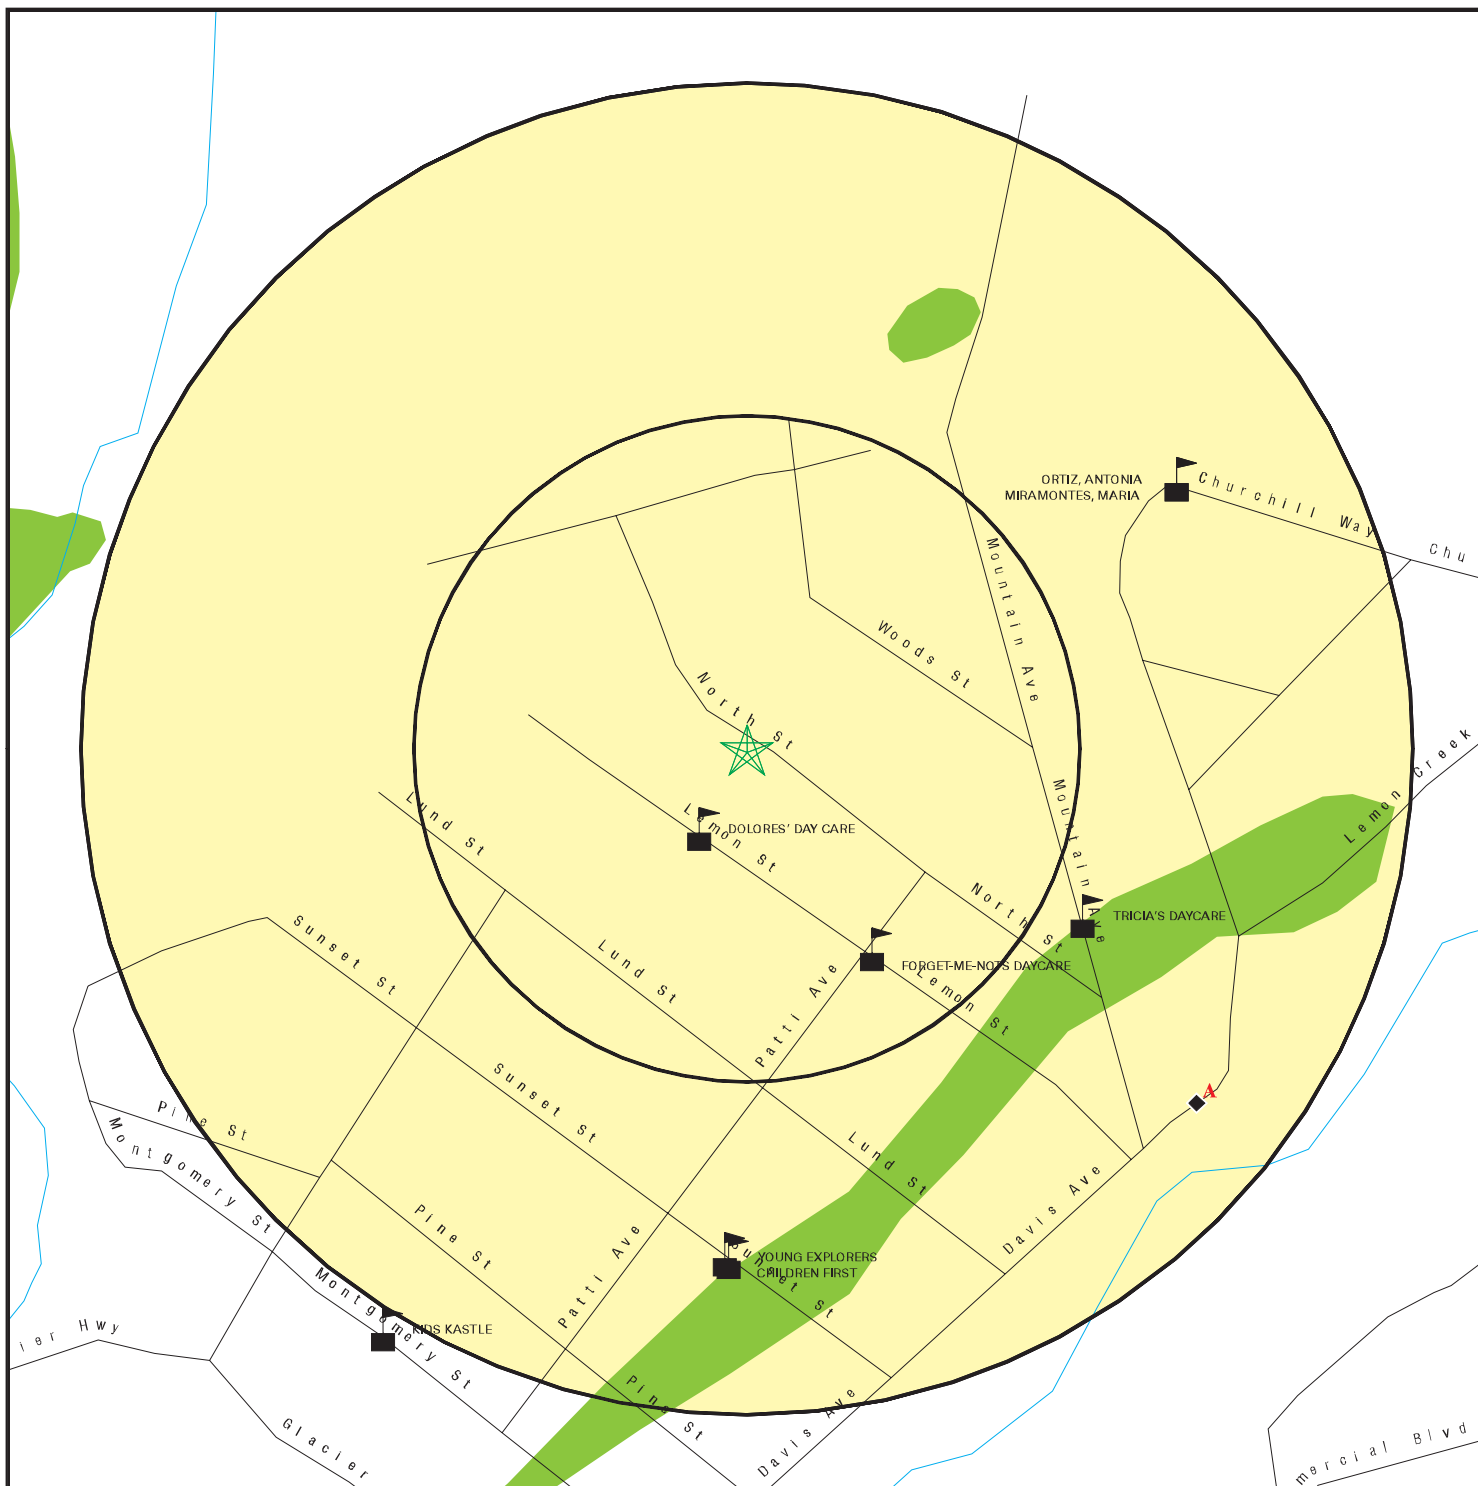 ORTIZ, ANTONIA
MIRAMONTES, MARIA
Churchill Way
Chu
Mountain Ave
Woods St
North St
Mountain Ave
Lemon Creek
Lund St
Lemon St
DOLORES' DAY CARE
North St
TRICIA'S DAYCARE
Sunset St
Lund St
Patti Ave
FORGET-ME-NOTS DAYCARE
Lemon St
Sunset St
A
Pine St
Montgomery St
Lund St
Davis Ave
Pine St
Patti Ave
Sunset St
YOUNG EXPLORERS
CHILDREN FIRST
Montgomery St
KIDS KASTLE
ier Hwy
Pine St
Davis Ave
Glacier
mercial Blvd